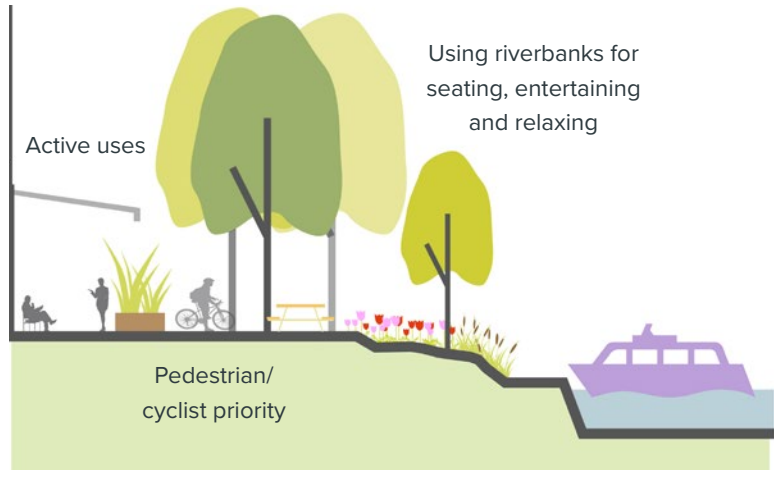 Using riverbanks for
seating, entertaining
and relaxing
Active uses
Pedestrian/
cyclist priority